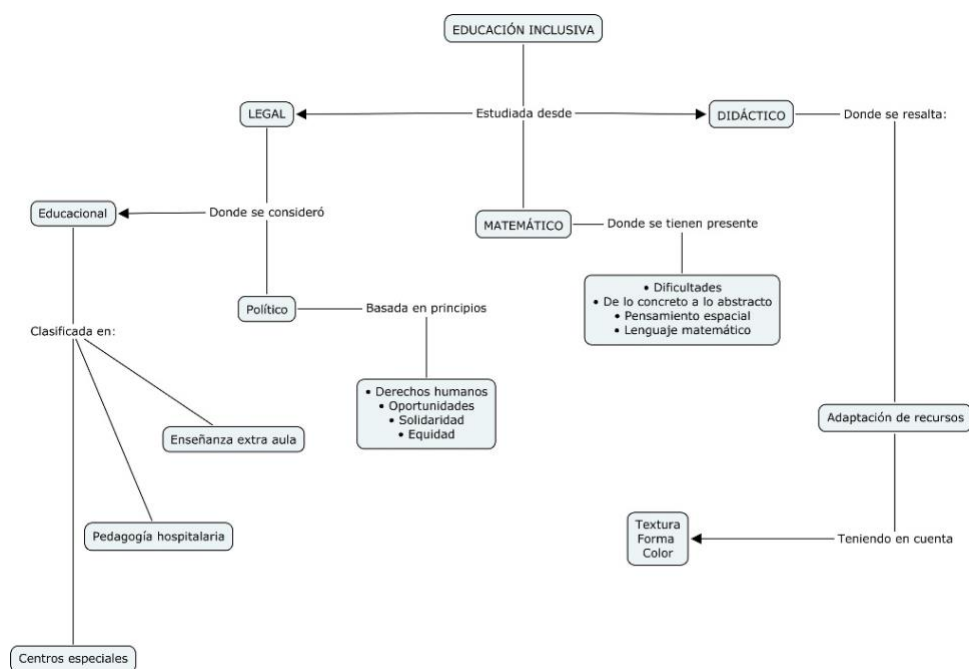 EDUCACIÓN INCLUSIVA
LEGAL
Estudiada desde
DIDÁCTICO
Donde se resalta:
Educacional
Donde se consideró
MATEMÁTICO
Donde se tienen presente
• Dificultades
• De lo concreto a lo abstracto
• Pensamiento espacial
• Lenguaje matemático
Político
Basada en principios
Clasificada en:
• Derechos humanos
• Oportunidades
• Solidaridad
• Equidad
Enseñanza extra aula
Adaptación de recursos
Pedagogía hospitalaria
Textura
Forma
Color
Teniendo en cuenta
Centros especiales